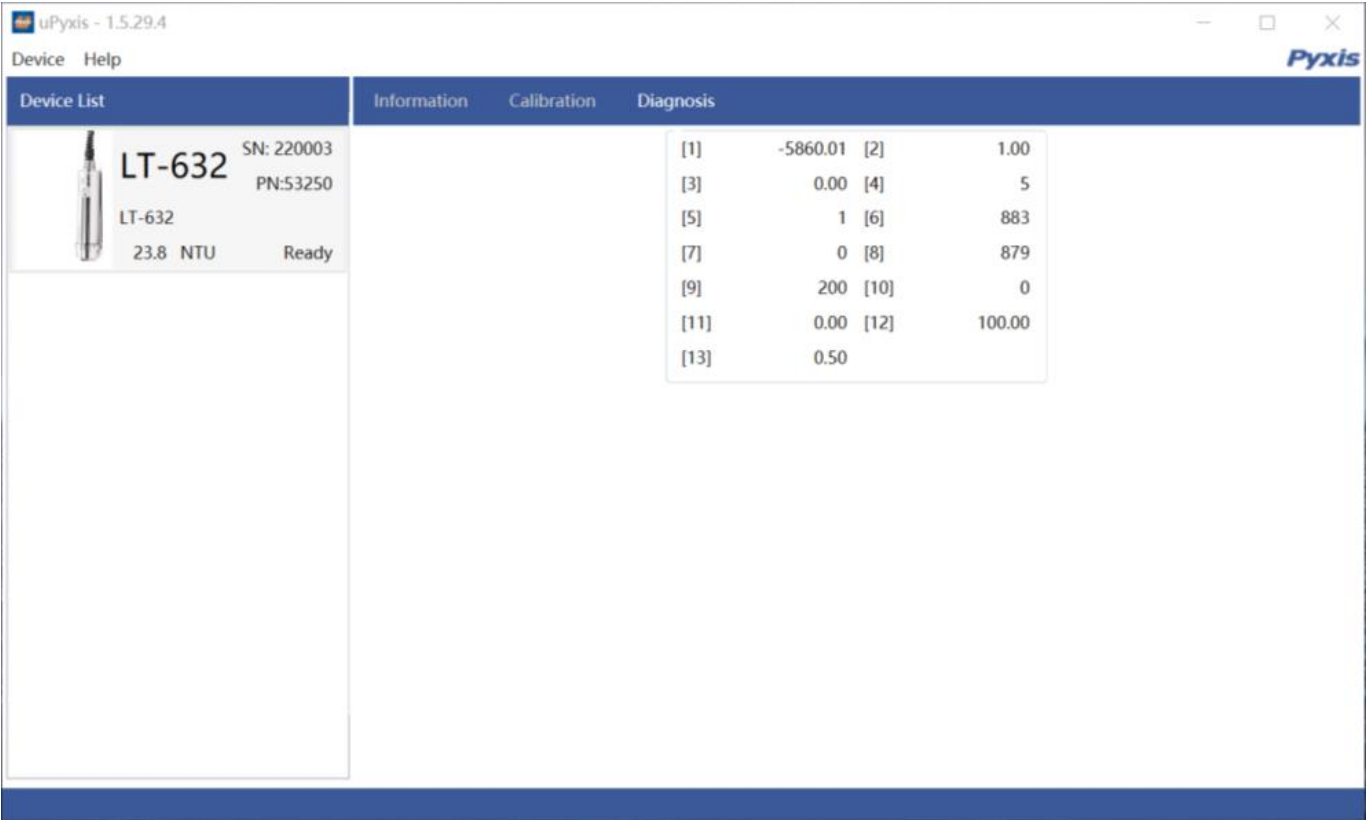 uPyxis - 1.5.29.4
Device Help
Pyxis
Device List
Information Calibration Diagnosis
LT-632
SN: 220003
PN:53250
LT-632
23.8 NTU Ready
[1] -5860.01 [2] 1.00
[3] 0.00 [4] 5
[5] 1 [6] 883
[7] 0 [8] 879
[9] 200 [10] 0
[11] 0.00 [12] 100.00
[13] 0.50